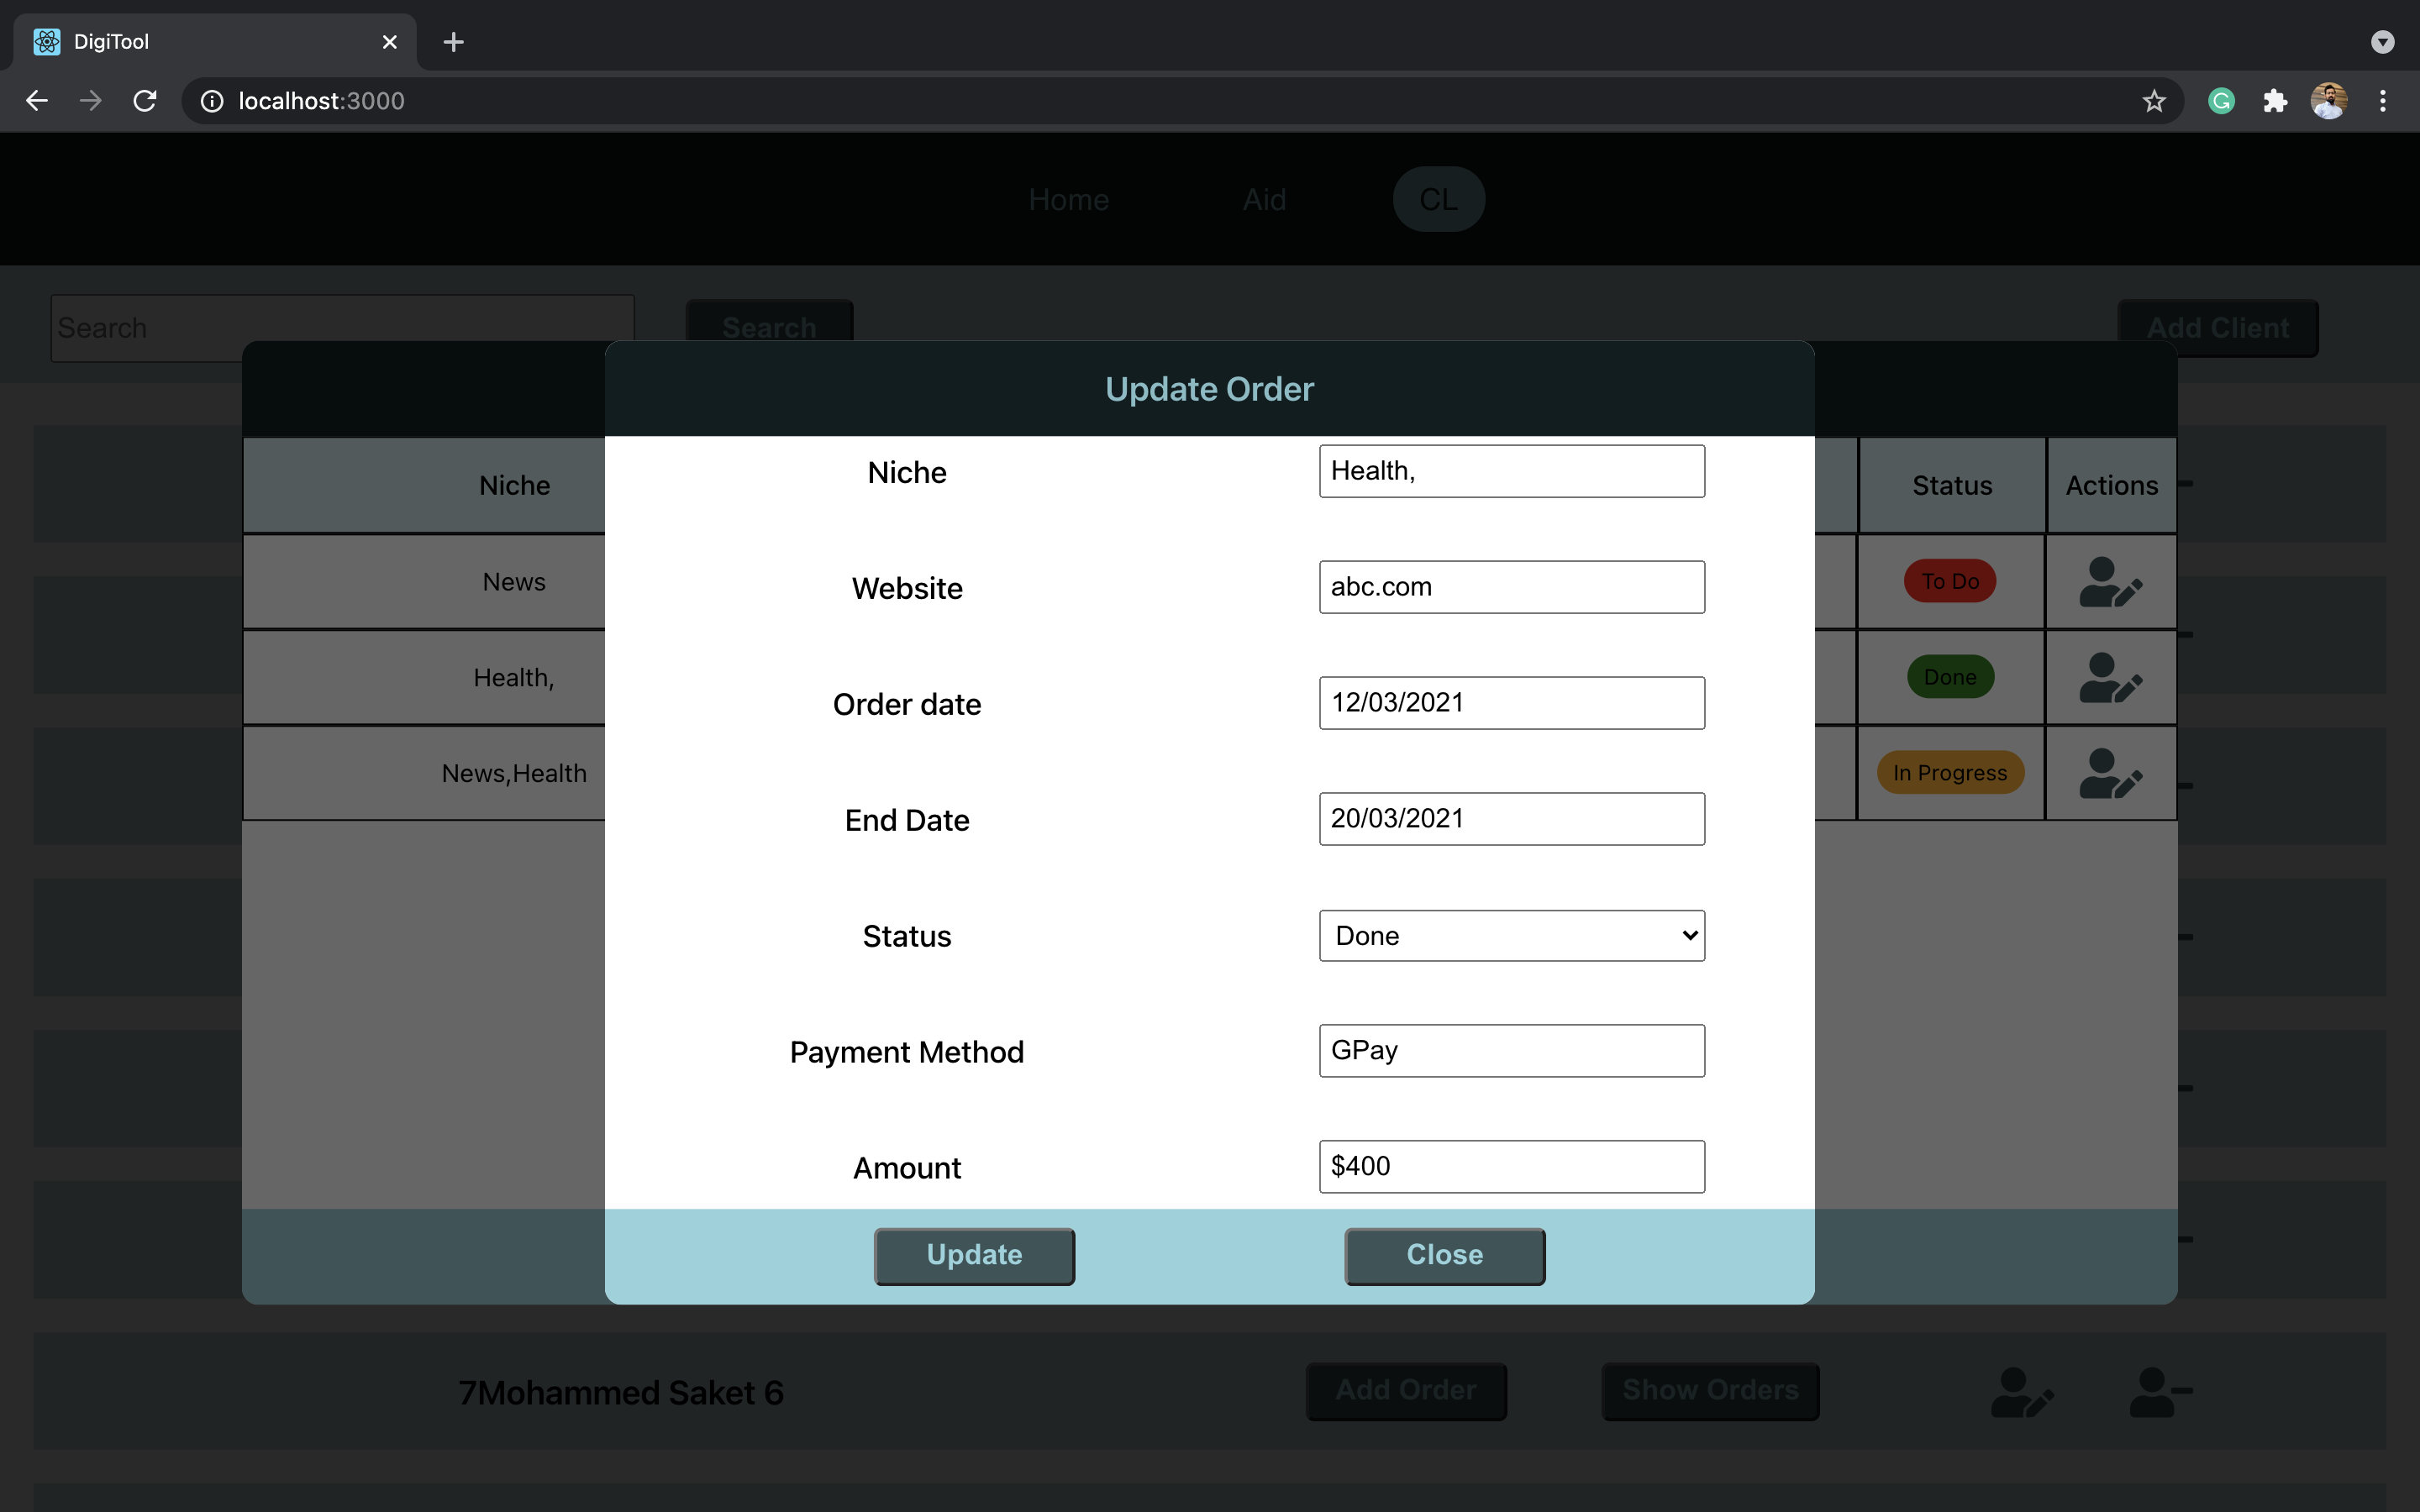 DigiTool
localhost:3000
Home Aid CL
Search Search Add Client
Update Order
Niche Status Actions
News To Do
Health, Done
News,Health In Progress
Niche Health,
Website abc.com
Order date 12/03/2021
End Date 20/03/2021
Status Done
Payment Method GPay
Amount $400
Update Close
7Mohammed Saket 6 Add Order Show Orders